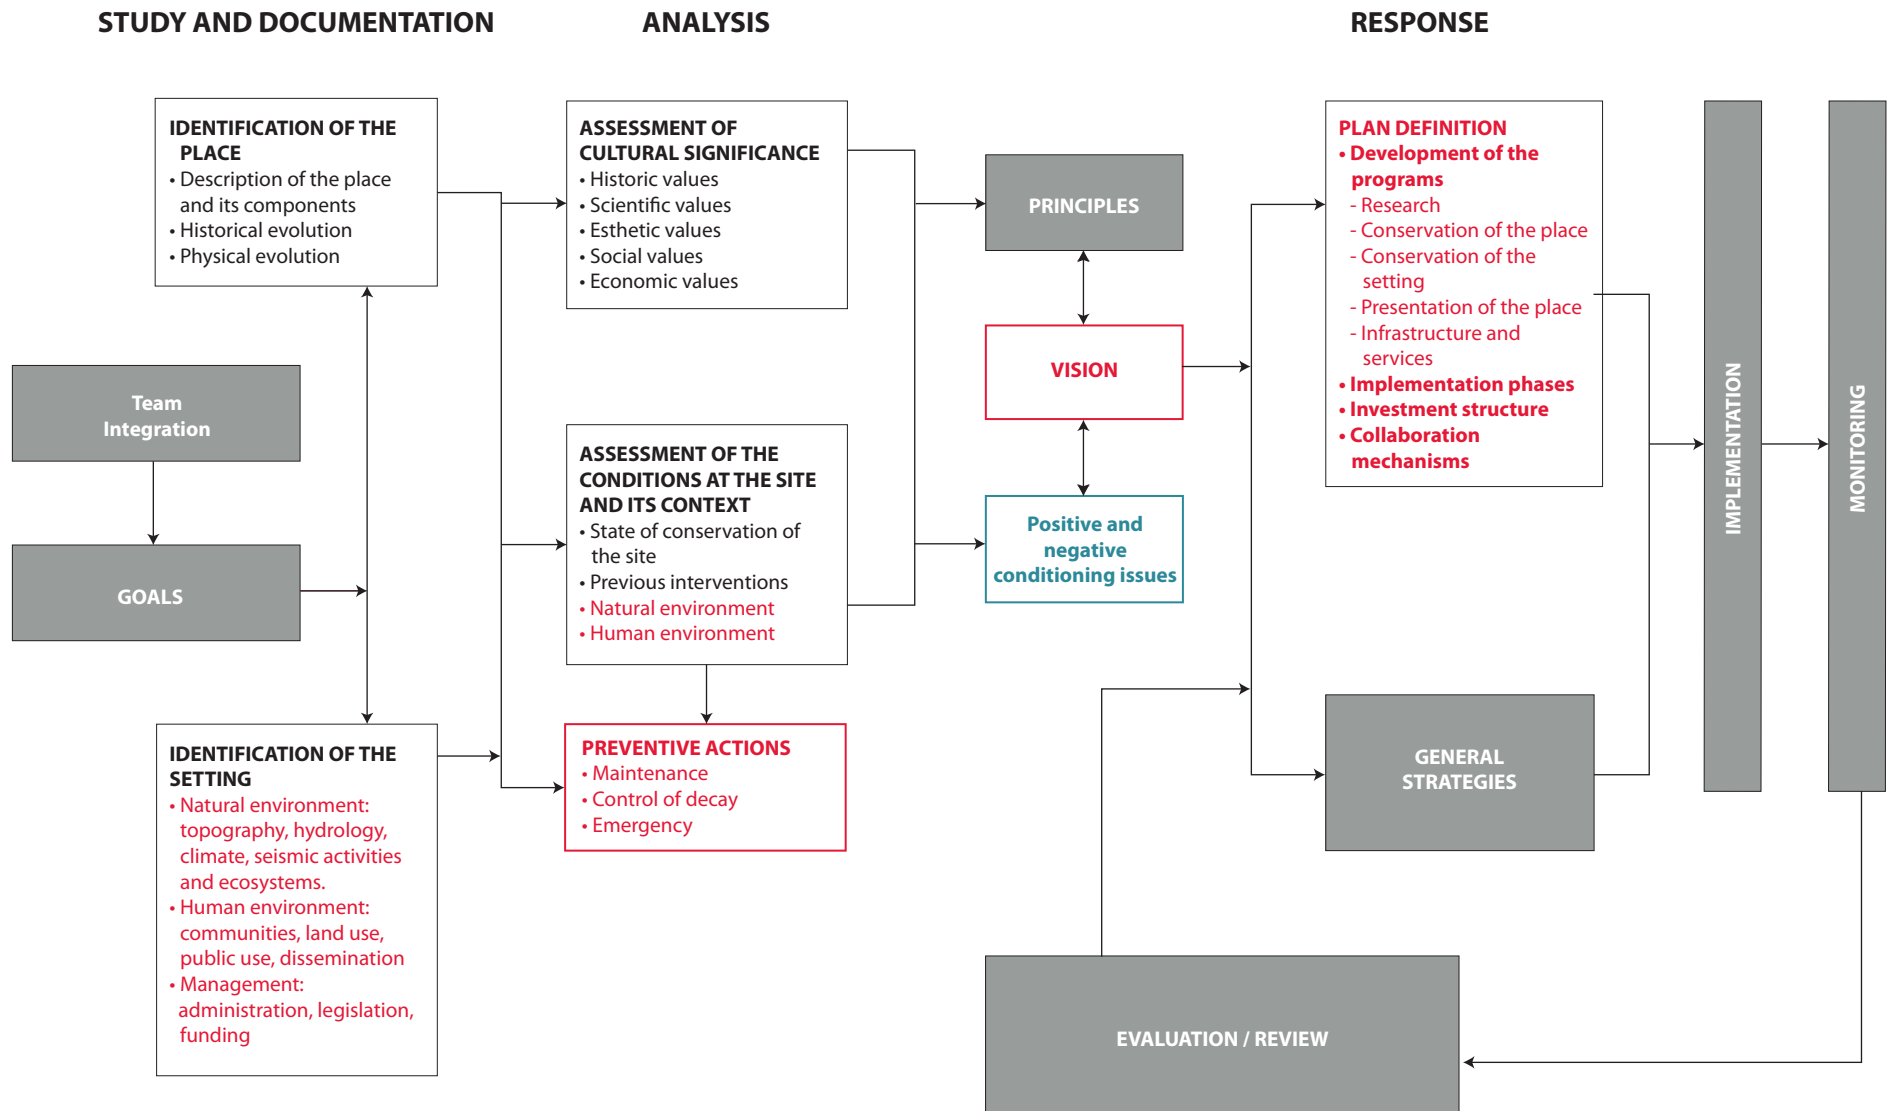 STUDY AND DOCUMENTATION
ANALYSIS
RESPONSE
IDENTIFICATION OF THE
PLACE
• Description of the place
and its components
• Historical evolution
• Physical evolution
Team
Integration
GOALS
IDENTIFICATION OF THE
SETTING
• Natural environment:
topography, hydrology,
climate, seismic activities
and ecosystems.
• Human environment:
communities, land use,
public use, dissemination
• Management:
administration, legislation,
funding
ASSESSMENT OF
CULTURAL SIGNIFICANCE
• Historic values
• Scientific values
• Esthetic values
• Social values
• Economic values
ASSESSMENT OF THE
CONDITIONS AT THE SITE
AND ITS CONTEXT
• State of conservation of
the site
• Previous interventions
• Natural environment
• Human environment
PREVENTIVE ACTIONS
• Maintenance
• Control of decay
• Emergency
PRINCIPLES
VISION
Positive and
negative
conditioning issues
PLAN DEFINITION
• Development of the
programs
- Research
- Conservation of the place
- Conservation of the
setting
- Presentation of the place
- Infrastructure and
services
• Implementation phases
• Investment structure
• Collaboration
mechanisms
GENERAL
STRATEGIES
IMPLEMENTATION
MONITORING
EVALUATION / REVIEW